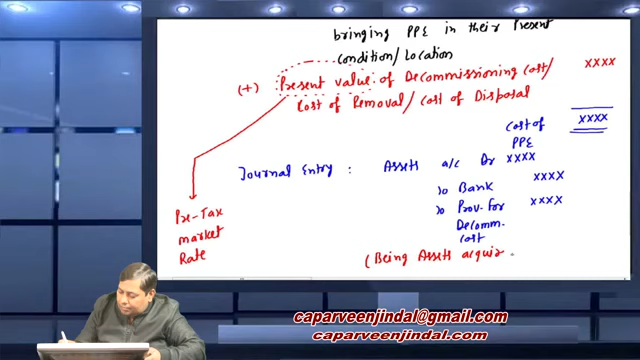 bringing PPE in their Present
condition/Location
(+) Present value of Decommissioning Cost/ XXXX
Cost of Removal/ Cost of Disposal
Cost of PPE XXXX
Journal Entry : Assets a/c Dr XXXX
To Bank XXXX
To Prov. For Decomm. cost XXXX
Pre-Tax
market
Rate
(Being Assets acquir
caparveenjindal@gmail.com
caparveenjindal.com